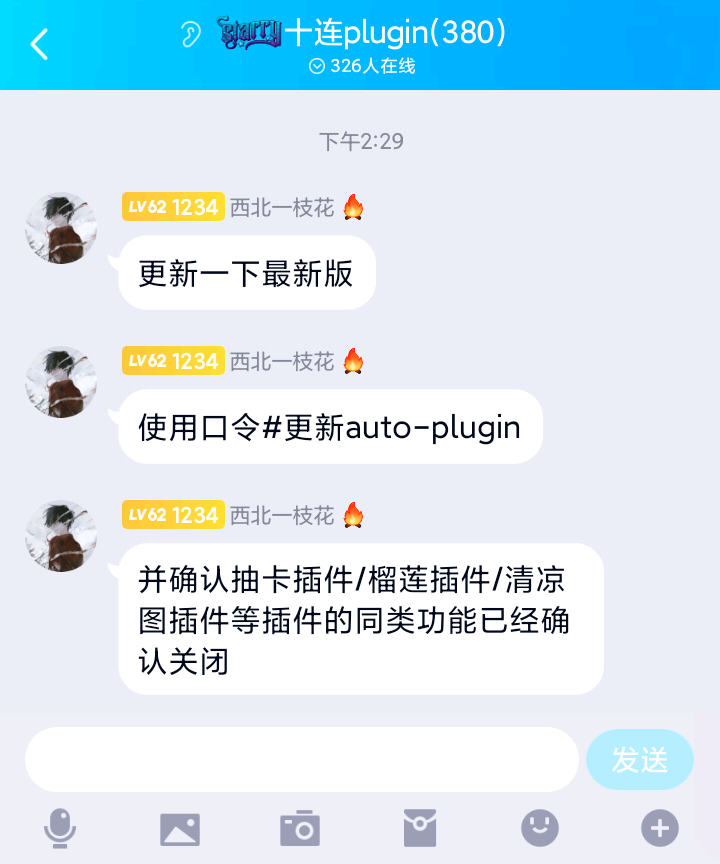 starry十连plugin(380)
326人在线
下午2:29
LV62 1234 西北一枝花
更新一下最新版
LV62 1234 西北一枝花
使用口令#更新auto-plugin
LV62 1234 西北一枝花
并确认抽卡插件/榴莲插件/清凉
图插件等插件的同类功能已经确
认关闭
发送